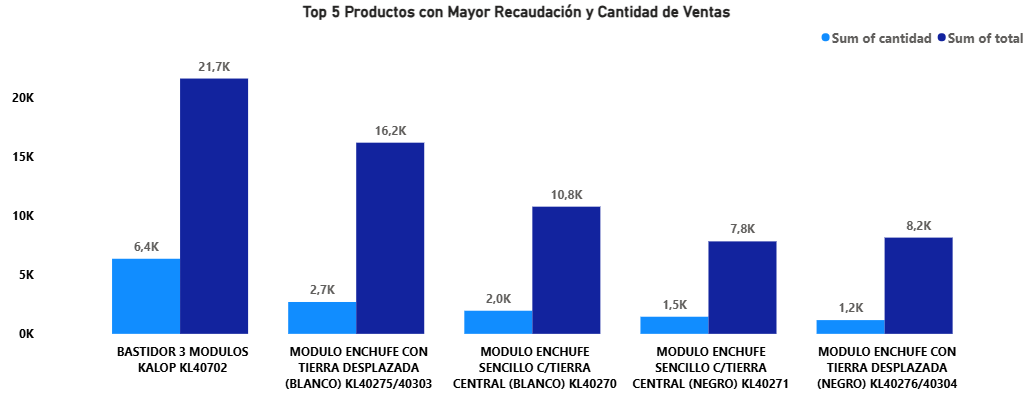 Top 5 Productos con Mayor Recaudación y Cantidad de Ventas
Sum of cantidad Sum of total
20K
15K
10K
5K
0K
21,7K
16,2K
10,8K
7,8K
8,2K
6,4K
2,7K
2,0K
1,5K
1,2K
BASTIDOR 3 MODULOS
KALOP KL40702
MODULO ENCHUFE CON
TIERRA DESPLAZADA
(BLANCO) KL40275/40303
MODULO ENCHUFE
SENCILLO C/TIERRA
CENTRAL (BLANCO) KL40270
MODULO ENCHUFE
SENCILLO C/TIERRA
CENTRAL (NEGRO) KL40271
MODULO ENCHUFE CON
TIERRA DESPLAZADA
(NEGRO) KL40276/40304